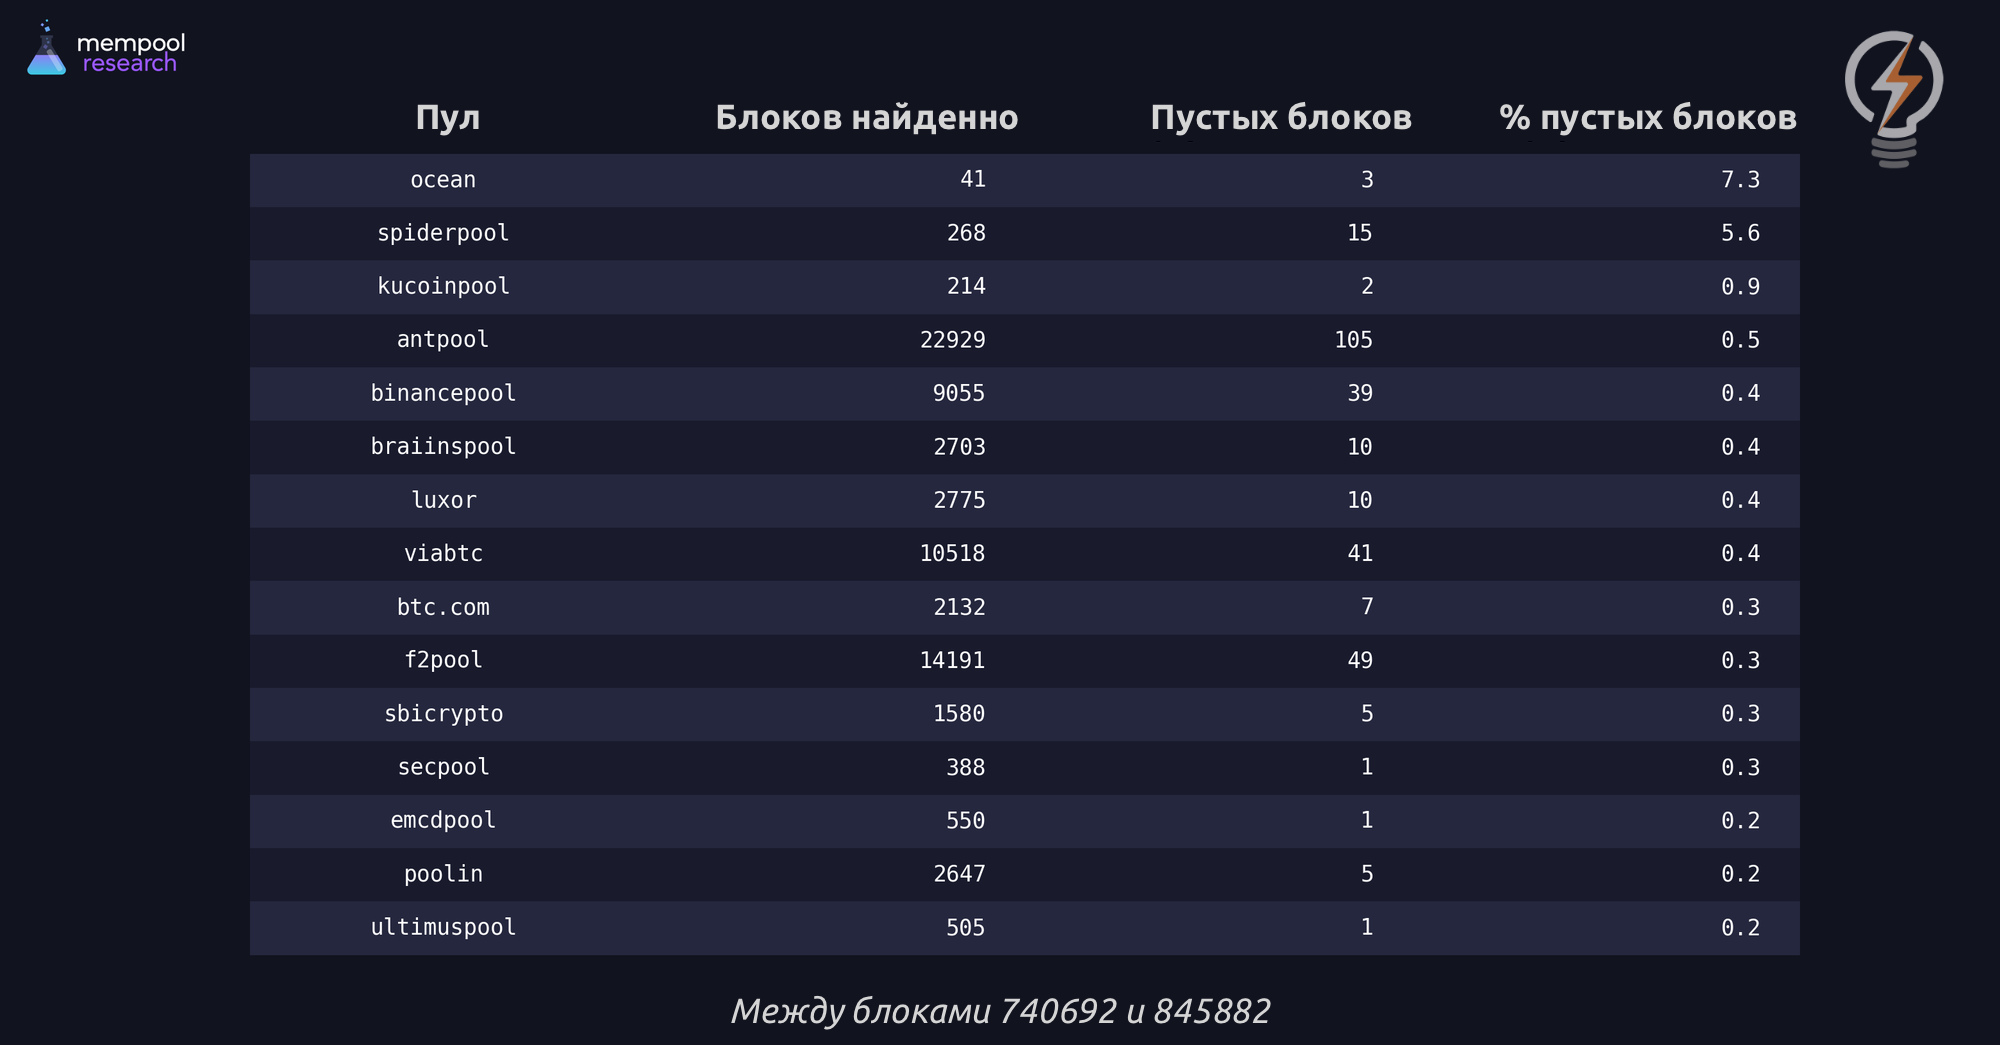 mempool
research
Пул Блоков найденно Пустых блоков % пустых блоков
ocean 41 3 7.3
spiderpool 268 15 5.6
kucoinpool 214 2 0.9
antpool 22929 105 0.5
binancepool 9055 39 0.4
braiinspool 2703 10 0.4
luxor 2775 10 0.4
viabtc 10518 41 0.4
btc.com 2132 7 0.3
f2pool 14191 49 0.3
sbicrypto 1580 5 0.3
secpool 388 1 0.3
emcdpool 550 1 0.2
poolin 2647 5 0.2
ultimuspool 505 1 0.2
Между блоками 740692 и 845882